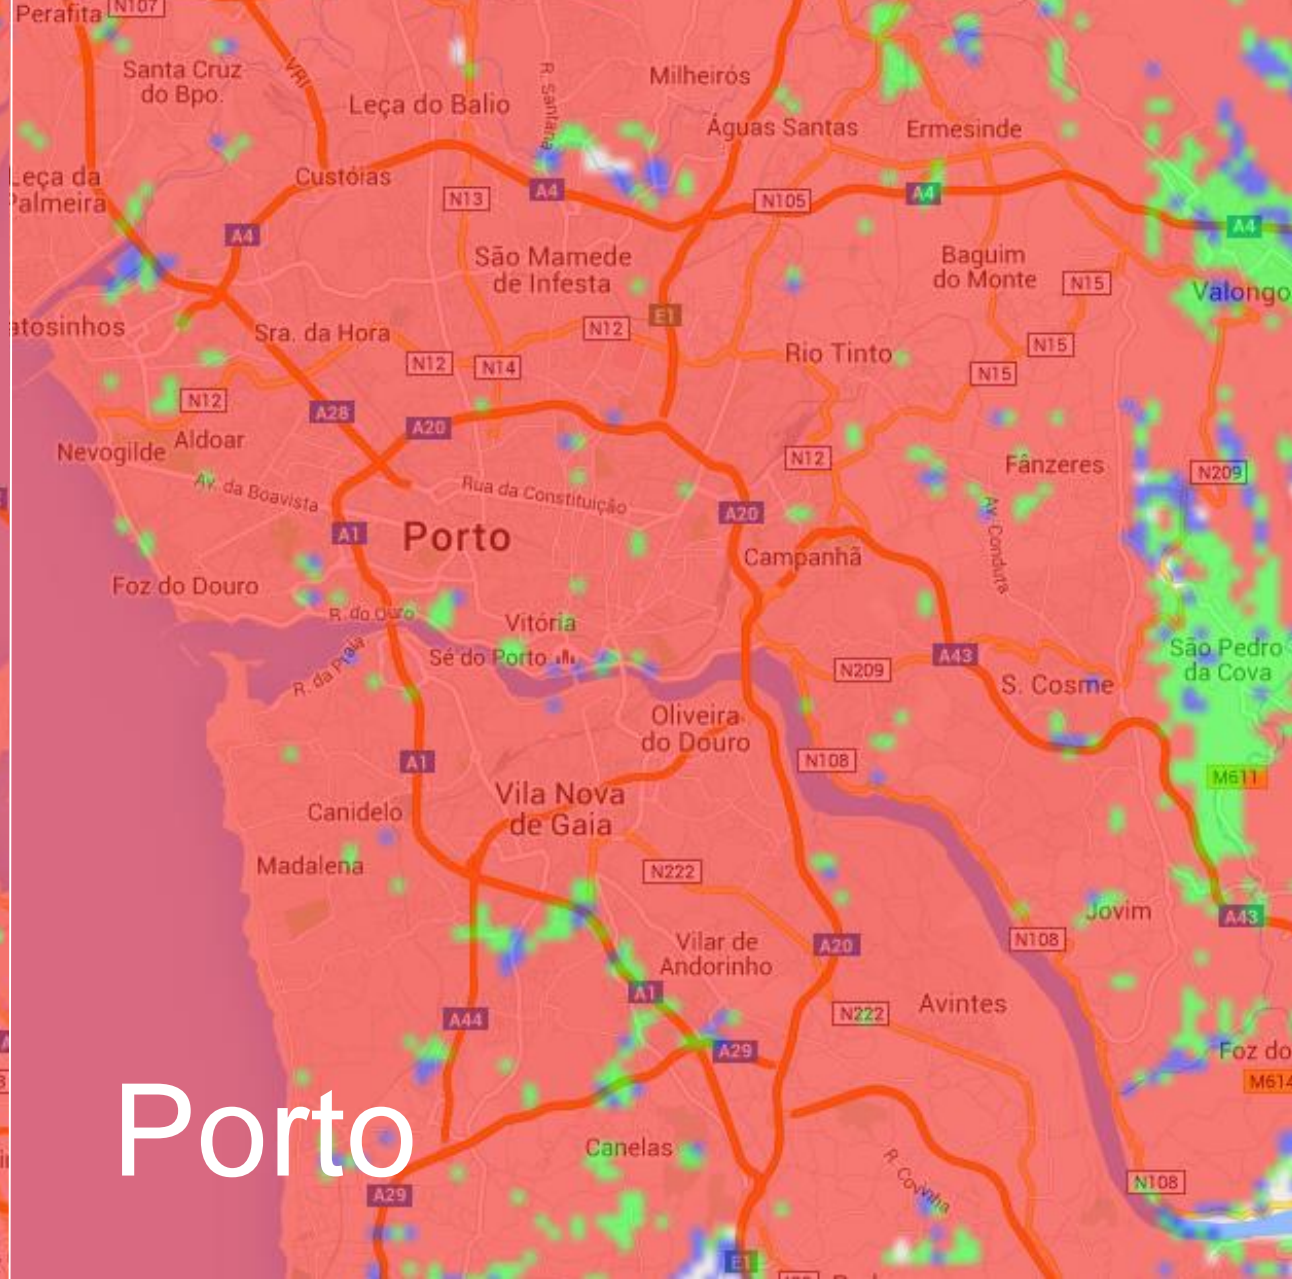 Perafita
N107
Santa Cruz
do Bpo.
VRI
Leça do Balio
R. Santana
Milheirós
Águas Santas
Ermesinde
Leça da
Palmeira
Custóias
N13
A4
N105
A4
A4
A4
São Mamede
de Infesta
Baguim
do Monte
N15
Valongo
E1
atosinhos
Sra. da Hora
N12
N12
N14
Rio Tinto
N15
N15
N12
A28
A20
Nevogilde
Aldoar
N12
Fânzeres
N209
Av. da Boavista
Rua da Constituição
A20
Av. Conduta
A1
Porto
Campanhã
Foz do Douro
R. do Ouro
Vitória
Sé do Porto
R. da Praia
N209
A43
São Pedro
da Cova
S. Cosme
Oliveira
do Douro
A1
N108
M611
Vila Nova
de Gaia
Canidelo
Madalena
N222
Jovim
A43
Vilar de
Andorinho
A20
N108
A1
A44
N222
Avintes
A29
Foz do
M614
Porto
Canelas
R. Covinha
A29
N108
E1